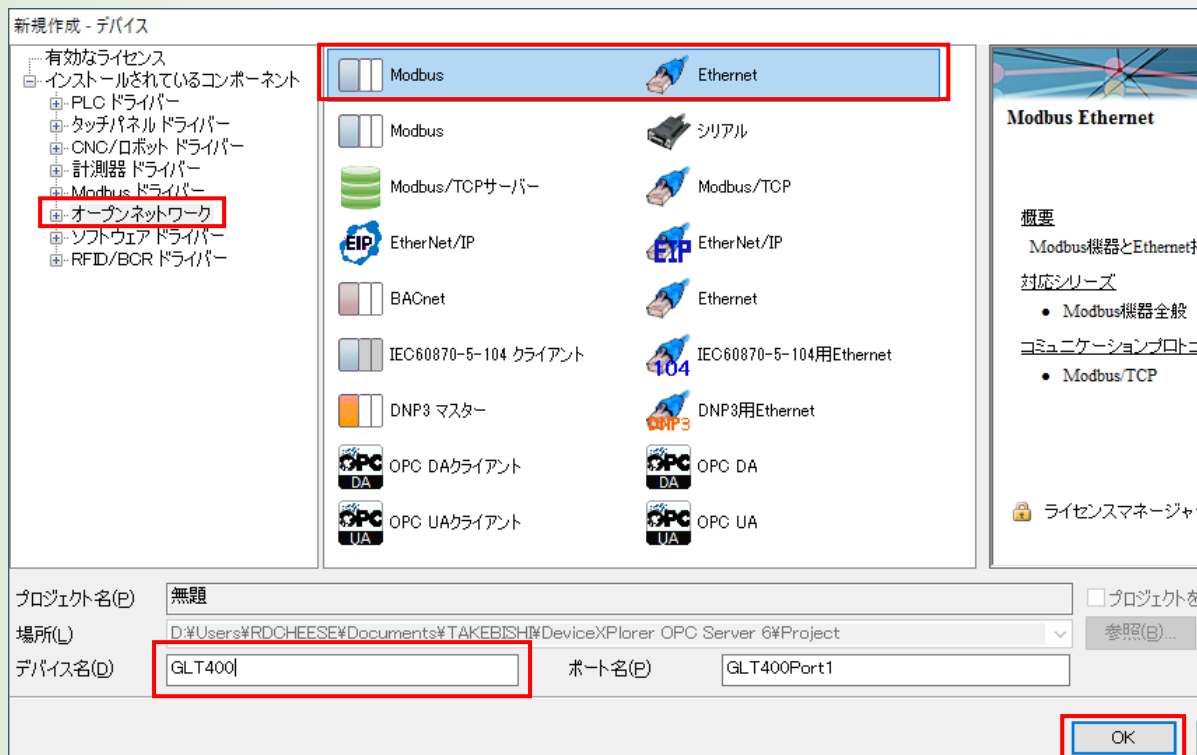 新規作成 - デバイス
有効なライセンス
インストールされているコンポーネント
PLC ドライバー
タッチパネル ドライバー
CNC/ロボット ドライバー
計測器 ドライバー
Modbus ドライバー
オープンネットワーク
ソフトウェア ドライバー
RFID/BCR ドライバー
Modbus Ethernet
Modbus シリアル
Modbus/TCPサーバー Modbus/TCP
EIP EtherNet/IP EIP EtherNet/IP
BACnet Ethernet
IEC60870-5-104 クライアント 104 IEC60870-5-104用Ethernet
DNP3 マスター DNP3 DNP3用Ethernet
OPC DA OPC DAクライアント OPC DA OPC DA
OPC UA OPC UAクライアント OPC UA OPC UA
Modbus Ethernet
概要
Modbus機器とEthernet
対応シリーズ
Modbus機器全般
コミュニケーションプロトコ
Modbus/TCP
ライセンスマネージャ
プロジェクト名(P) 無題 プロジェクトを
場所(L) D:¥Users¥RDCHEESE¥Documents¥TAKEBISHI¥DeviceXPlorer OPC Server 6¥Project 参照(B)...
デバイス名(D) GLT400 ポート名(P) GLT400Port1
OK